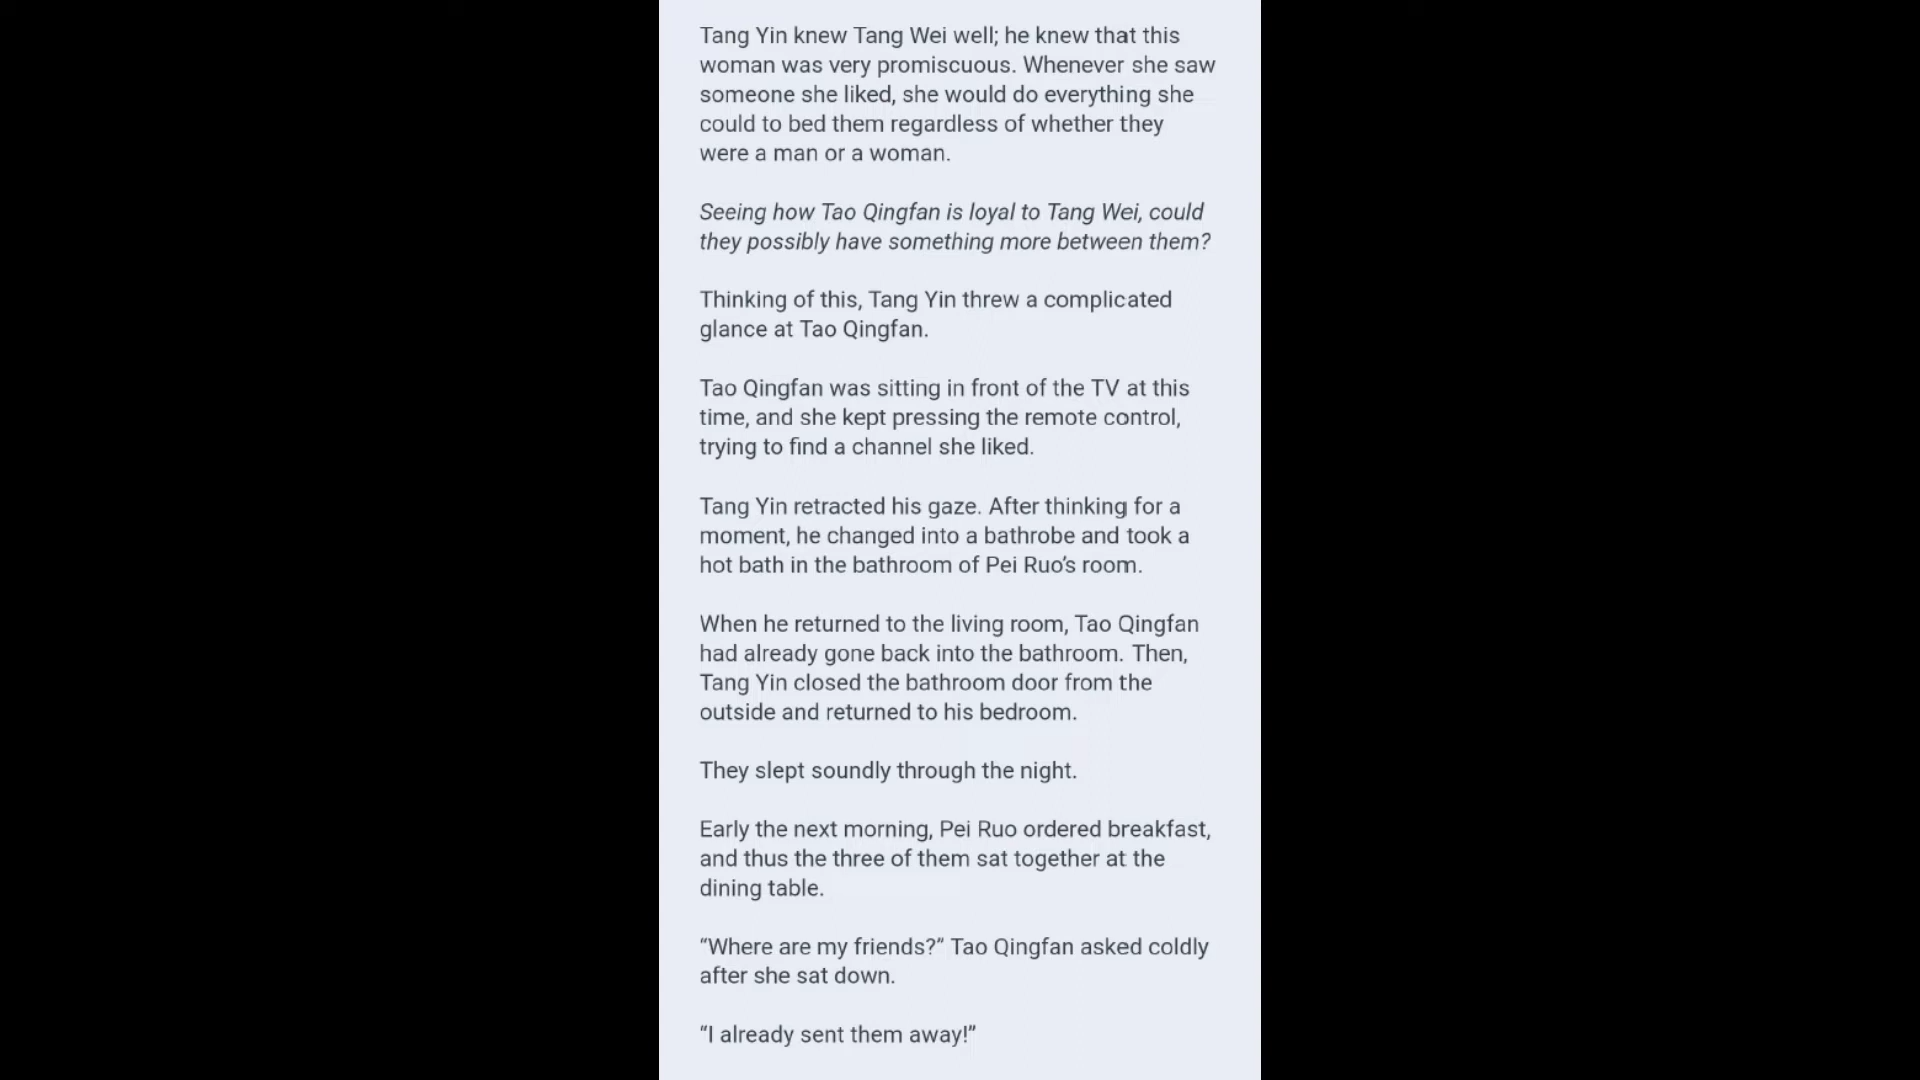 Tang Yin knew Tang Wei well; he knew that this
woman was very promiscuous. Whenever she saw
someone she liked, she would do everything she
could to bed them regardless of whether they
were a man or a woman.
Seeing how Tao Qingfan is loyal to Tang Wei, could
they possibly have something more between them?
Thinking of this, Tang Yin threw a complicated
glance at Tao Qingfan.
Tao Qingfan was sitting in front of the TV at this
time, and she kept pressing the remote control,
trying to find a channel she liked.
Tang Yin retracted his gaze. After thinking for a
moment, he changed into a bathrobe and took a
hot bath in the bathroom of Pei Ruo’s room.
When he returned to the living room, Tao Qingfan
had already gone back into the bathroom. Then,
Tang Yin closed the bathroom door from the
outside and returned to his bedroom.
They slept soundly through the night.
Early the next morning, Pei Ruo ordered breakfast,
and thus the three of them sat together at the
dining table.
“Where are my friends?” Tao Qingfan asked coldly
after she sat down.
“I already sent them away!”